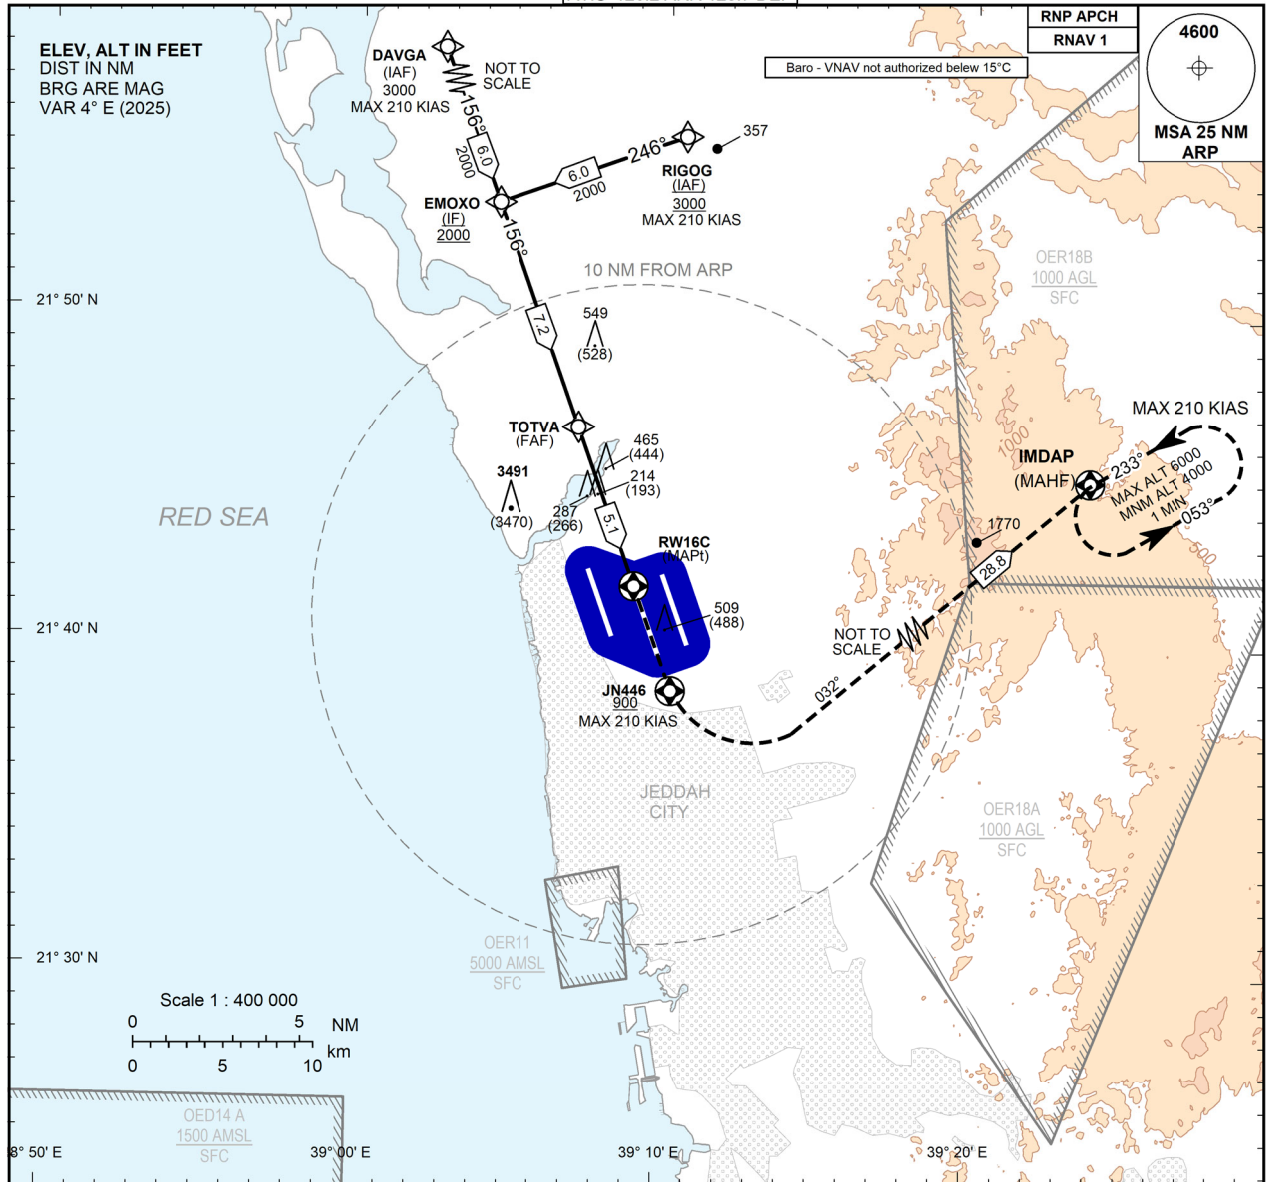 RNP APCH
RNAV 1
4600
MSA 25 NM
ARP
Baro - VNAV not authorized below 15°C
ELEV, ALT IN FEET
DIST IN NM
BRG ARE MAG
VAR 4° E (2025)
DAVGA
(IAF)
3000
MAX 210 KIAS
NOT TO
SCALE
156°
6.0
2000
246°
6.0
2000
357
RIGOG
(IAF)
3000
MAX 210 KIAS
EMOXO
(IF)
2000
156°
10 NM FROM ARP
OER18B
1000 AGL
SFC
21° 50' N
7.2
549
(528)
TOTVA
(FAF)
465
(444)
214
(193)
287
(266)
3491
(3470)
5.1
RED SEA
RW16C
(MAPt)
509
(488)
1000
MAX 210 KIAS
IMDAP
(MAHF)
233°
MAX ALT 6000
MNM ALT 4000
1 MIN
053°
500
1770
28.8
NOT TO
SCALE
032°
21° 40' N
JN446
900
MAX 210 KIAS
JEDDAH
CITY
OER18A
1000 AGL
SFC
OER11
5000 AMSL
SFC
21° 30' N
Scale 1 : 400 000
0 5 NM
0 5 10 km
OED14 A
1500 AMSL
SFC
8° 50' E
39° 00' E
39° 10' E
39° 20' E